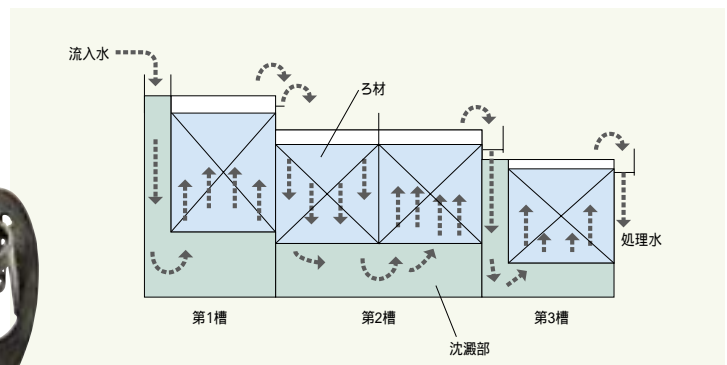 流入水
ろ材
処理水
第1槽
第2槽
第3槽
沈澱部